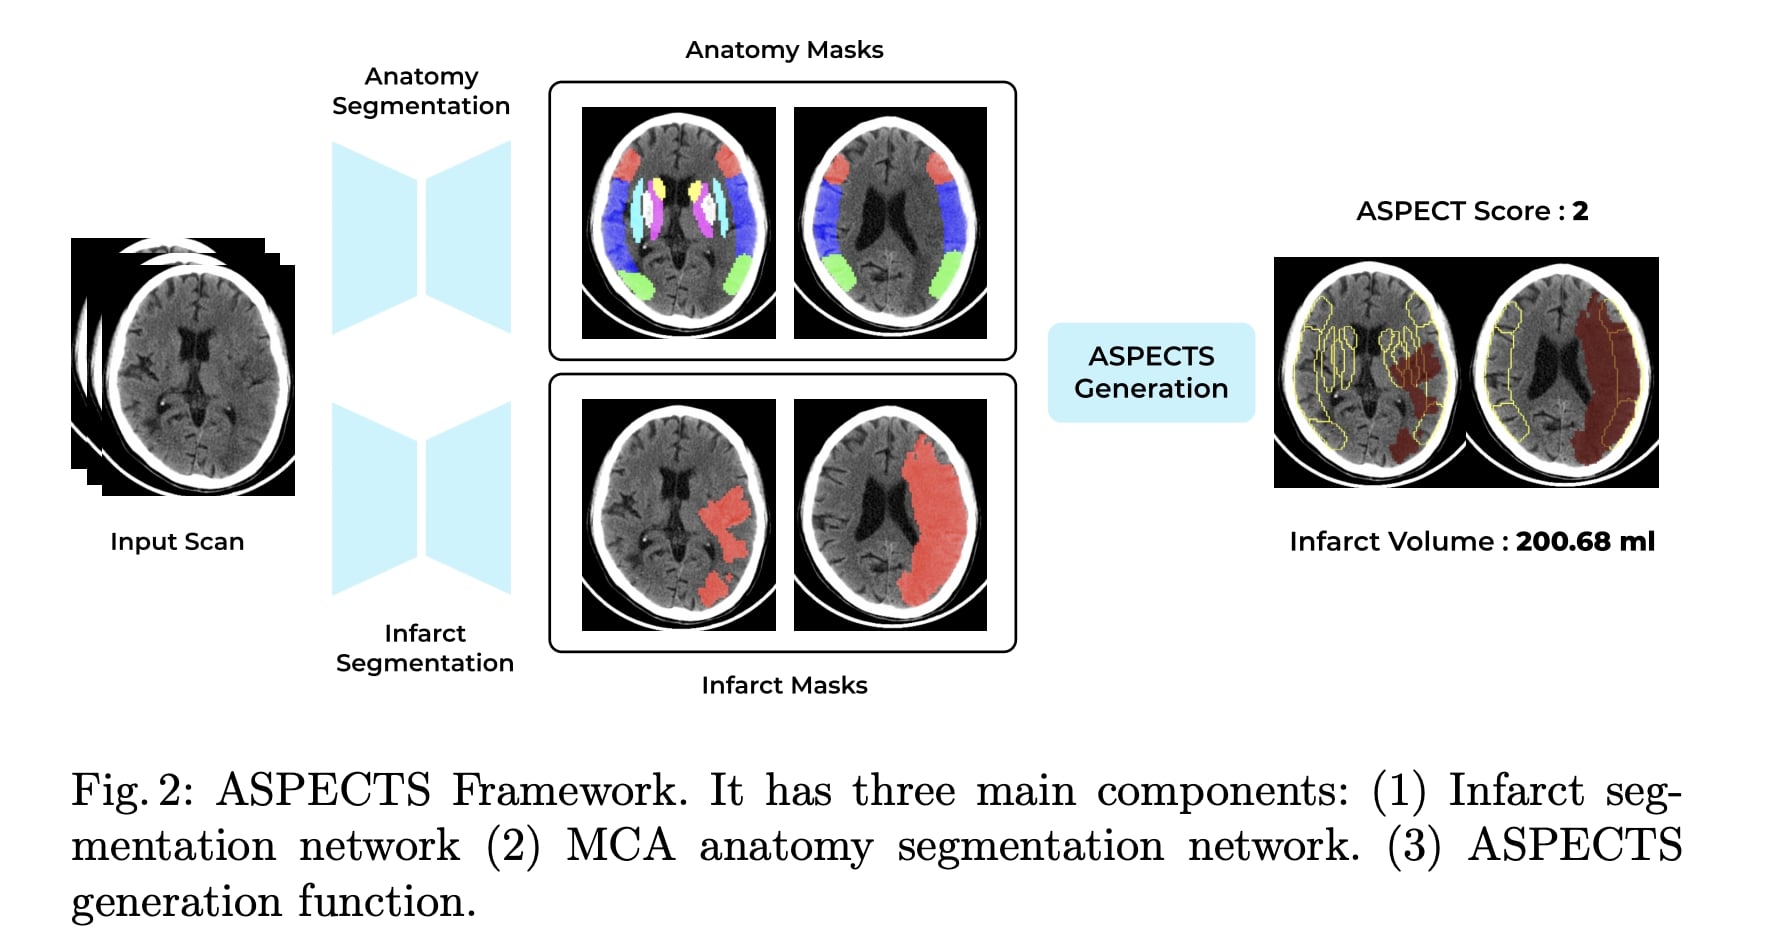 Anatomy Masks
Anatomy
Segmentation
Input Scan
Infarct
Segmentation
Infarct Masks
ASPECTS
Generation
ASPECT Score : 2
Infarct Volume : 200.68 ml
Fig. 2: ASPECTS Framework. It has three main components: (1) Infarct seg-
mentation network (2) MCA anatomy segmentation network. (3) ASPECTS
generation function.